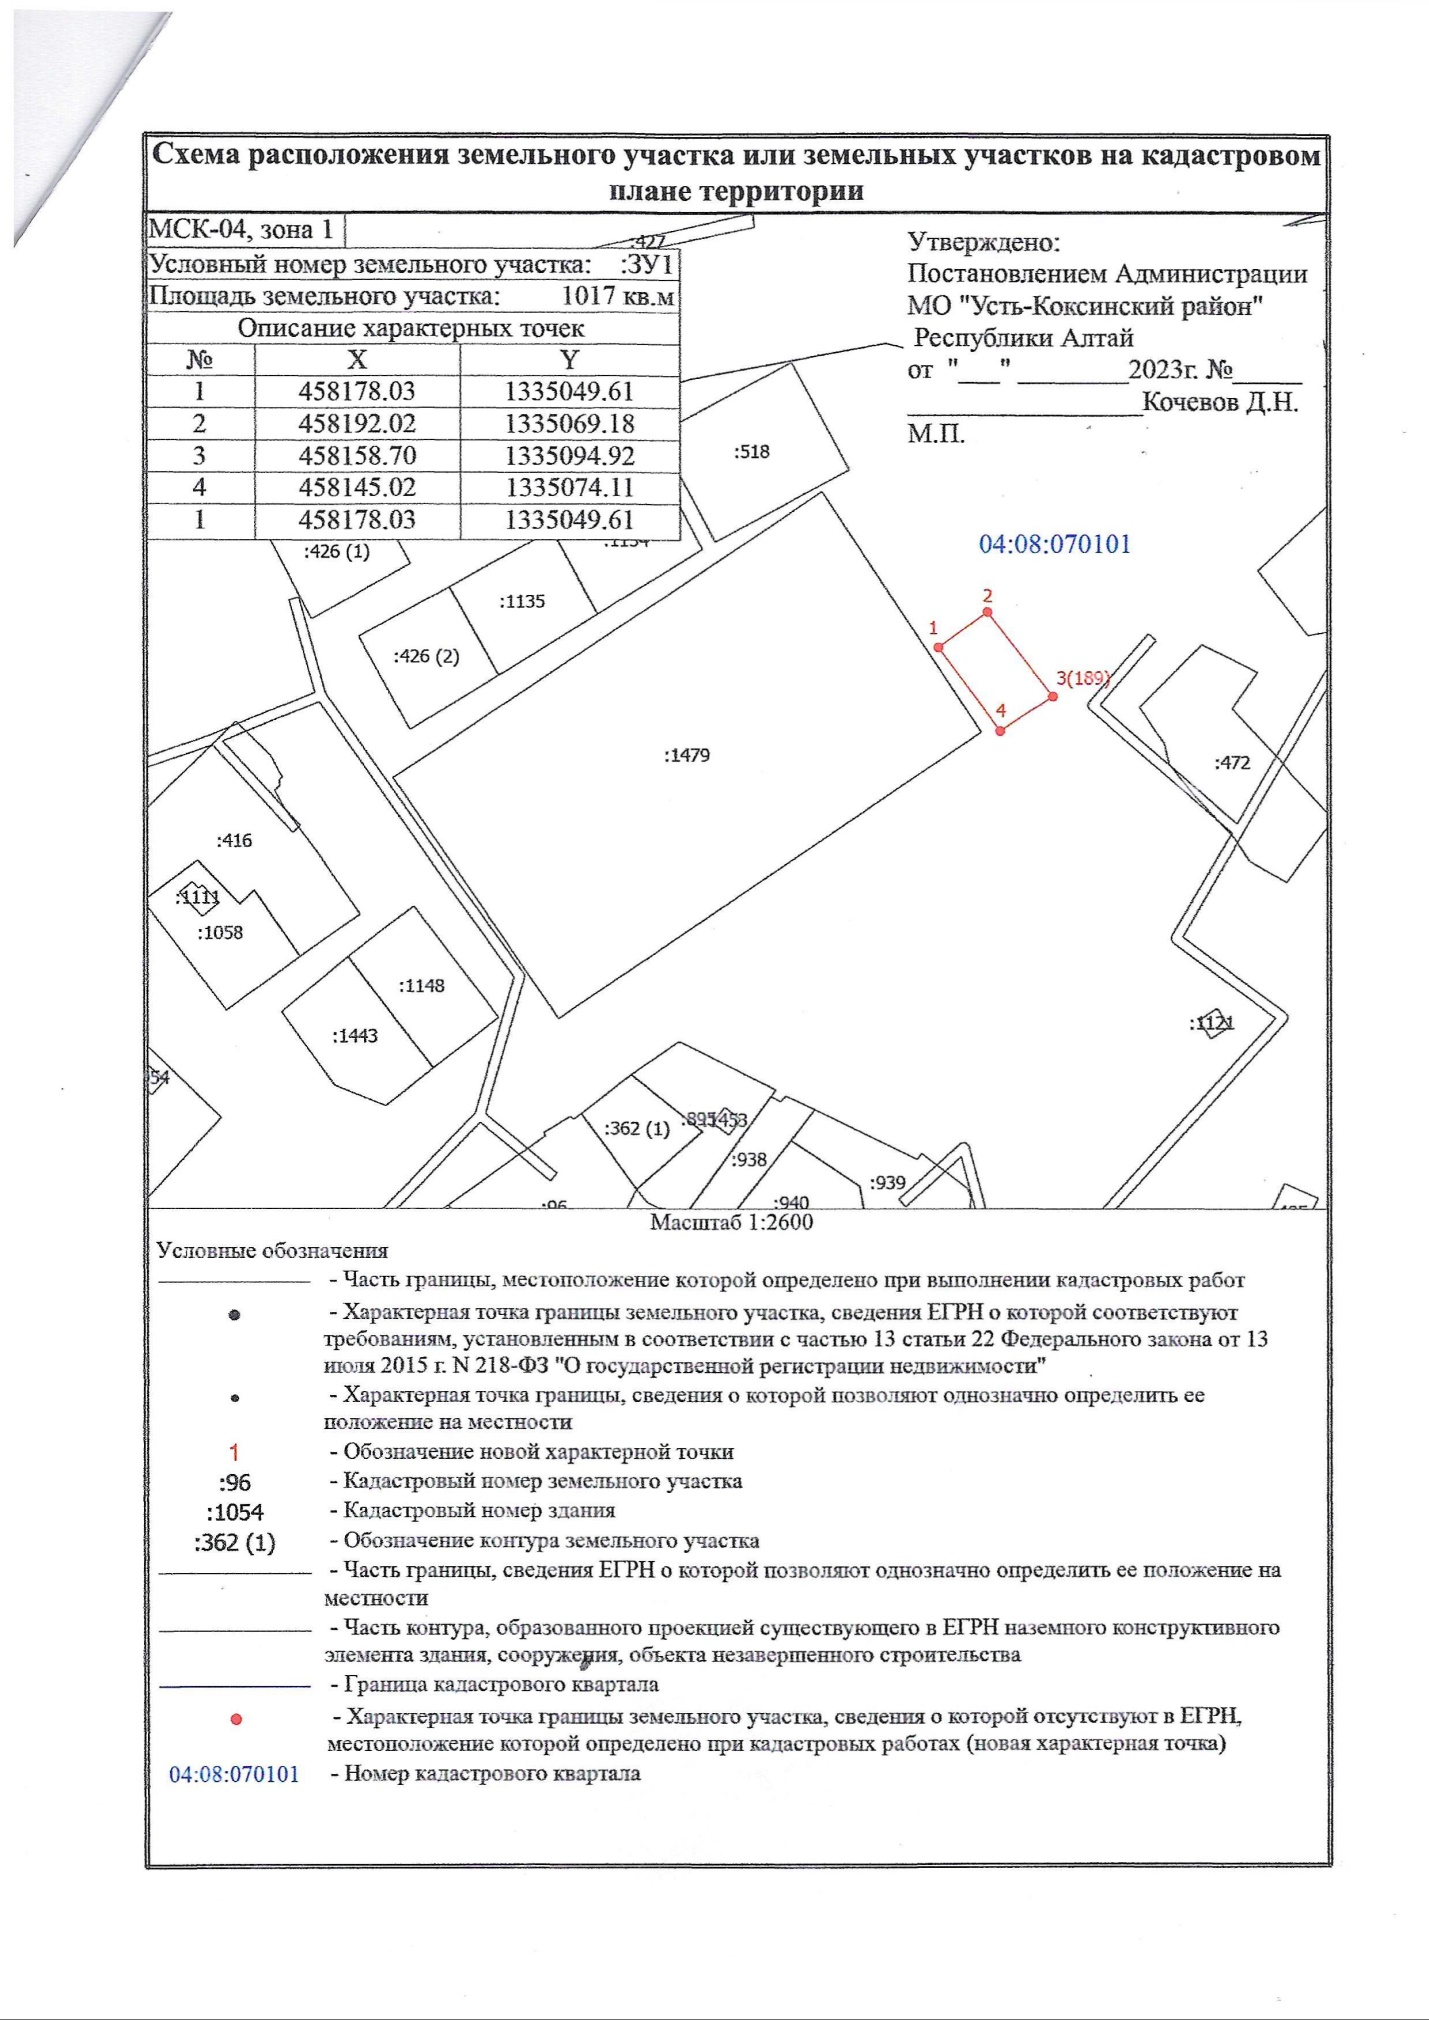 Схема расположения земельного участка или земельных участков на кадастровом
плане территории
МСК-04, зона 1
Условный номер земельного участка: :ЗУ1
Площадь земельного участка: 1017 кв.м
Описание характерных точек
№ X Y
1 458178.03 1335049.61
2 458192.02 1335069.18
3 458158.70 1335094.92
4 458145.02 1335074.11
1 458178.03 1335049.61
Утверждено:
Постановлением Администрации
МО "Усть-Коксинский район"
Республики Алтай
от "___" ________2023г. №_____
_________________Кочевов Д.Н.
М.П.
:427
:518
04:08:070101
:426 (1)
:1134
:1135
:426 (2)
2
1
3(189)
4
:1479
:472
:416
:1111
:1058
:1148
:1443
:1121
54
:362 (1)
:1453
:938
:939
:940
:96
Масштаб 1:2600
Условные обозначения
- Часть границы, местоположение которой определено при выполнении кадастровых работ
- Характерная точка границы земельного участка, сведения ЕГРН о которой соответствуют
требованиям, установленным в соответствии с частью 13 статьи 22 Федерального закона от 13
июля 2015 г. N 218-ФЗ "О государственной регистрации недвижимости"
- Характерная точка границы, сведения о которой позволяют однозначно определить ее
положение на местности
1 - Обозначение новой характерной точки
:96 - Кадастровый номер земельного участка
:1054 - Кадастровый номер здания
:362 (1) - Обозначение контура земельного участка
- Часть границы, сведения ЕГРН о которой позволяют однозначно определить ее положение на
местности
- Часть контура, образованного проекцией существующего в ЕГРН наземного конструктивного
элемента здания, сооружения, объекта незавершенного строительства
- Граница кадастрового квартала
- Характерная точка границы земельного участка, сведения о которой отсутствуют в ЕГРН,
местоположение которой определено при кадастровых работах (новая характерная точка)
04:08:070101 - Номер кадастрового квартала